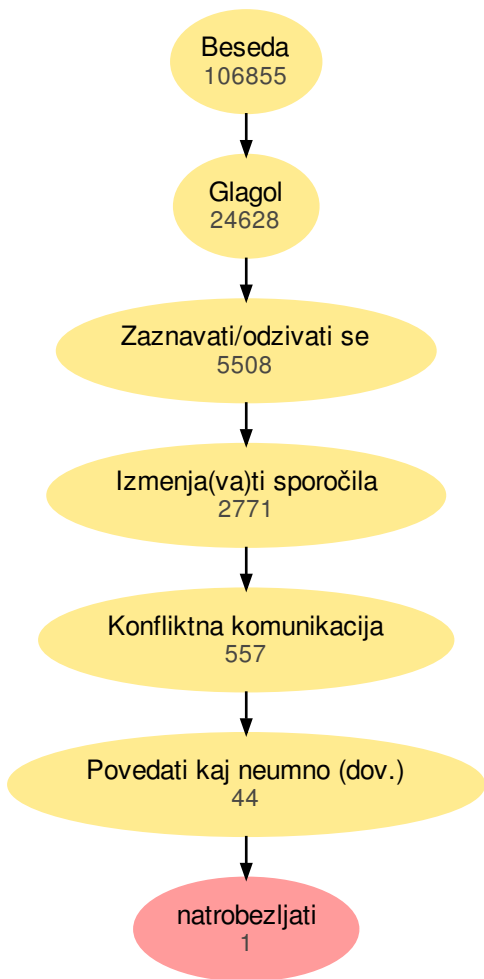 Beseda
106855
Glagol
24628
Zaznavati/odzivati se
5508
Izmenja(va)ti sporočila
2771
Konfliktna komunikacija
557
Povedati kaj neumno (dov.)
44
natrobezljati
1